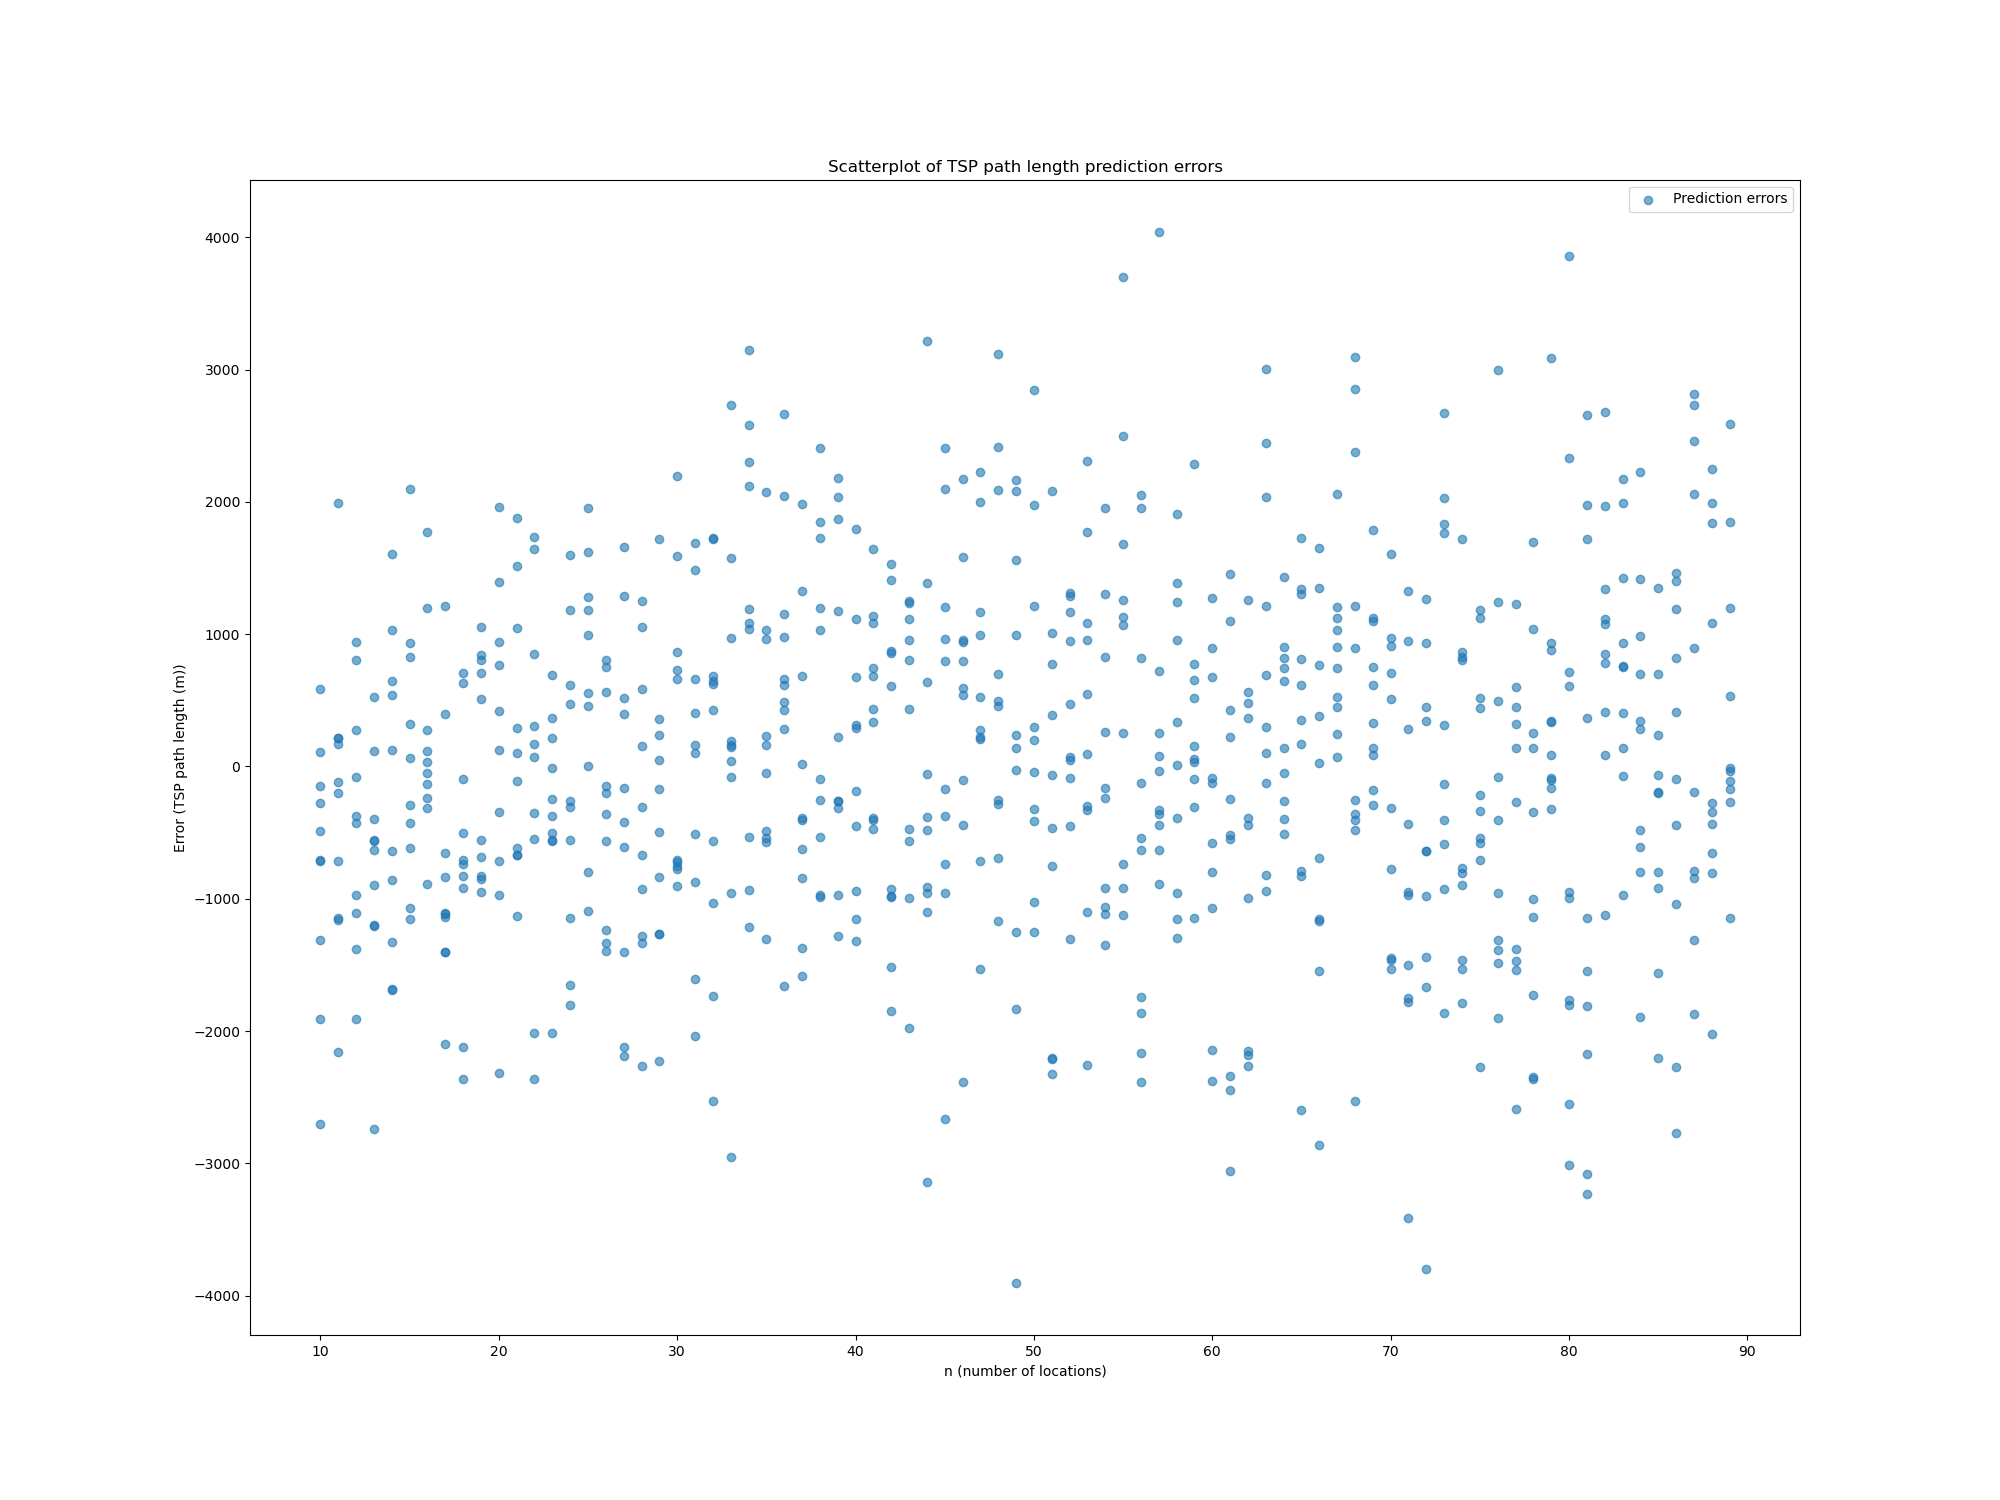 Scatterplot of TSP path length prediction errors
Prediction errors
4000
3000
2000
1000
0
−1000
−2000
−3000
−4000
Error (TSP path length (m))
10 20 30 40 50 60 70 80 90
n (number of locations)